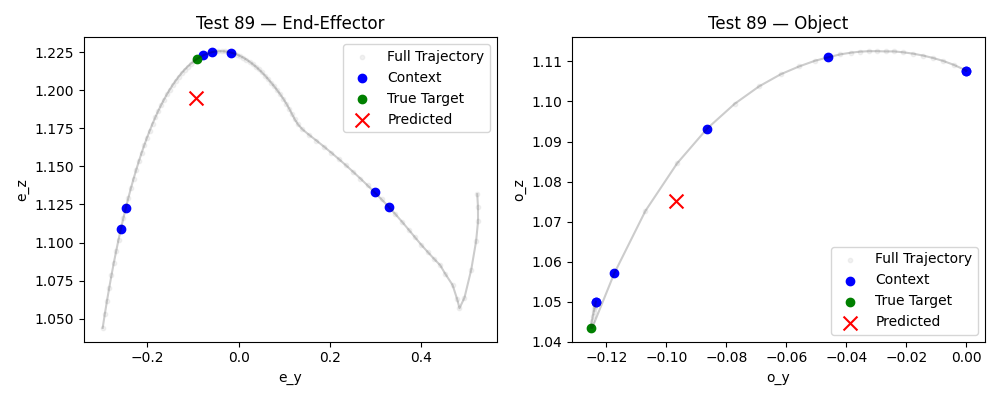 Test 89 — End-Effector
e_z
1.225
1.200
1.175
1.150
1.125
1.100
1.075
1.050
−0.2
0.0
0.2
0.4
e_y
Full Trajectory
Context
True Target
Predicted
Test 89 — Object
o_z
1.11
1.10
1.09
1.08
1.07
1.06
1.05
1.04
−0.12
−0.10
−0.08
−0.06
−0.04
−0.02
0.00
o_y
Full Trajectory
Context
True Target
Predicted